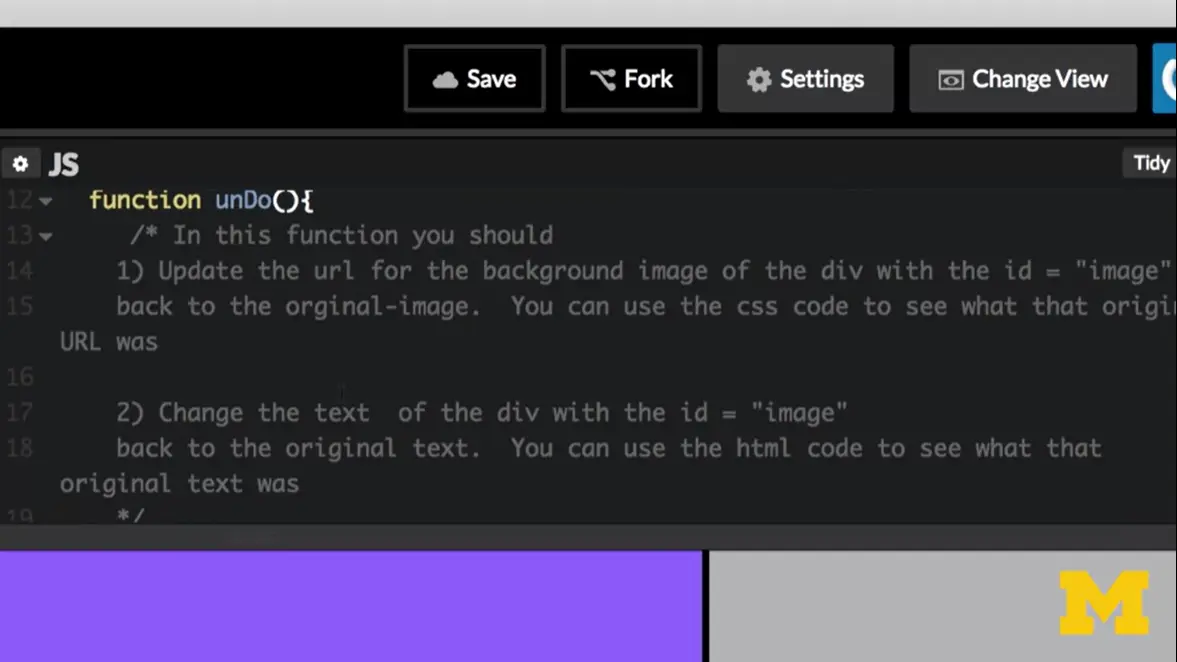 Save Fork Settings Change View
JS Tidy
12 function unDo(){
13 /* In this function you should
14 1) Update the url for the background image of the div with the id = "image"
15 back to the orginal-image. You can use the css code to see what that
URL was
16
17 2) Change the text of the div with the id = "image"
18 back to the original text. You can use the html code to see what that
original text was
19 */
M